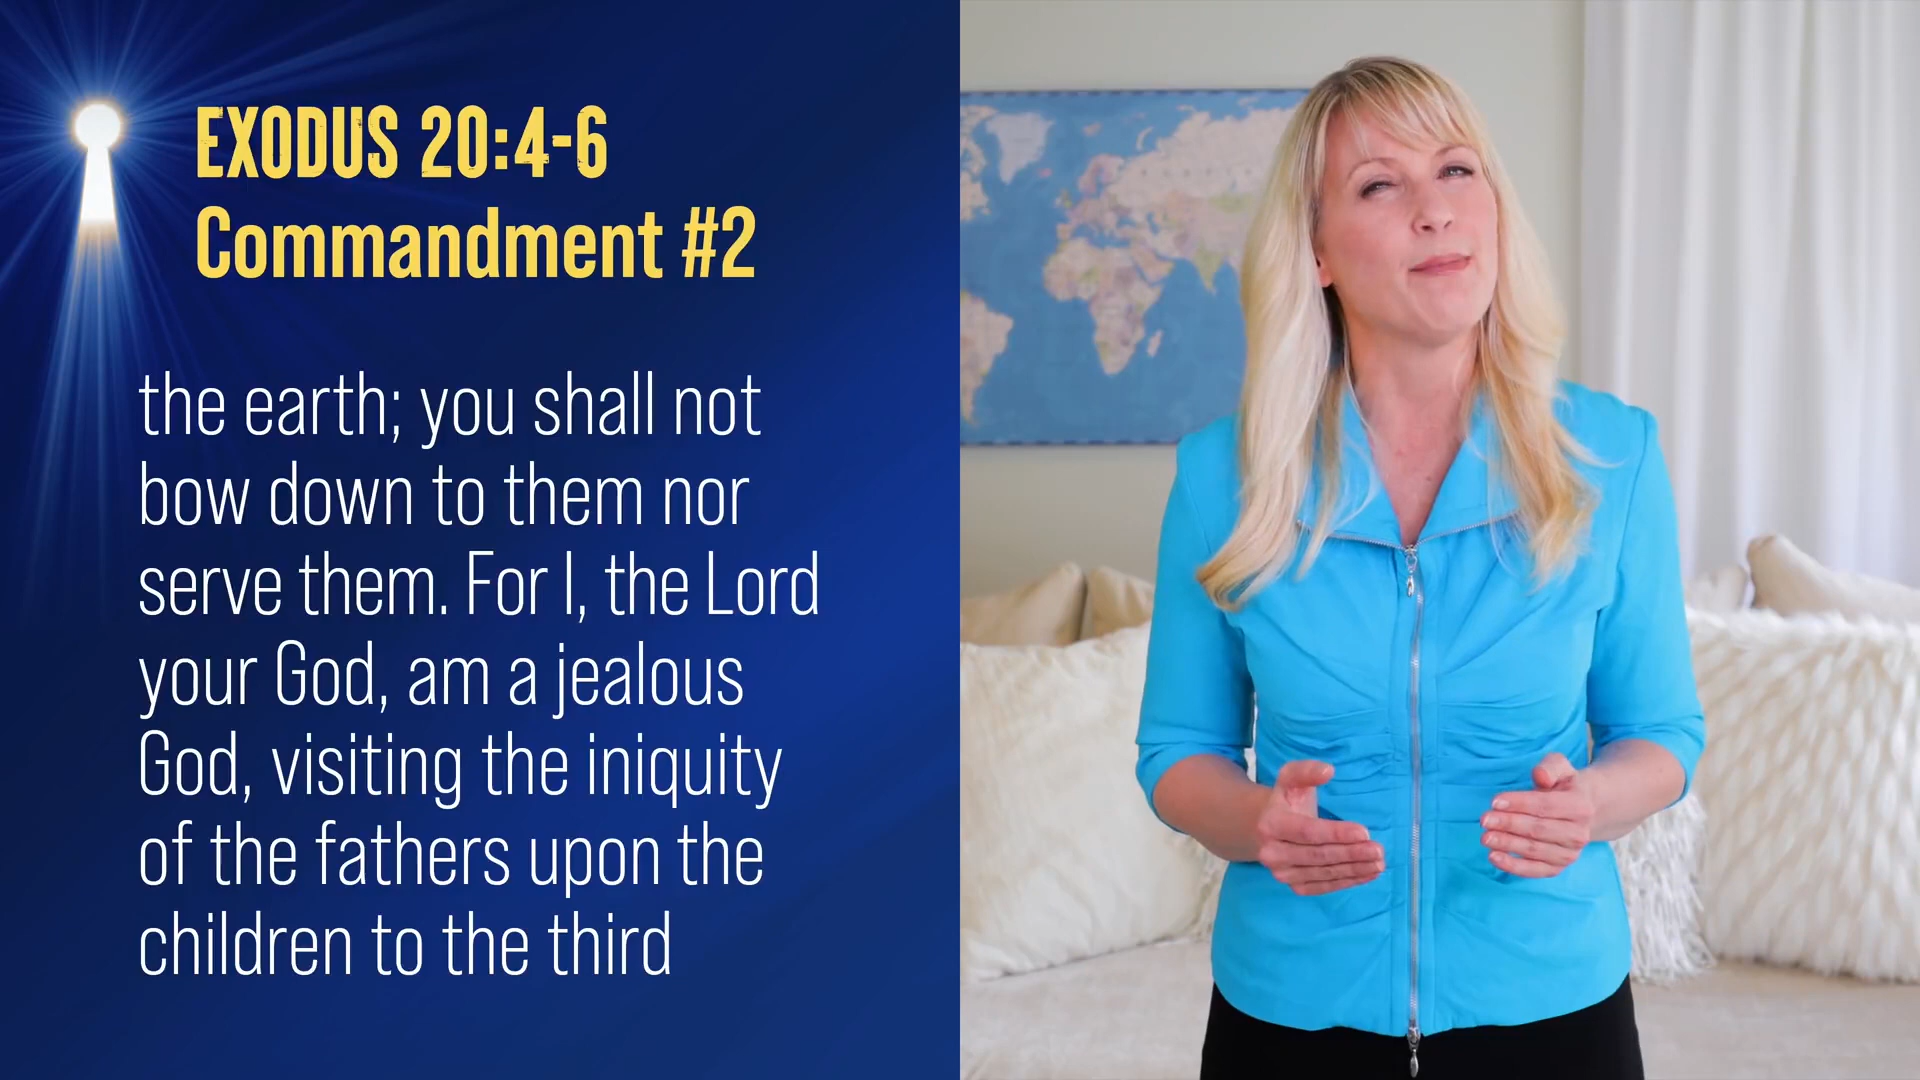 EXODUS 20:4-6
Commandment #2
the earth; you shall not
bow down to them nor
serve them. For I, the Lord
your God, am a jealous
God, visiting the iniquity
of the fathers upon the
children to the third